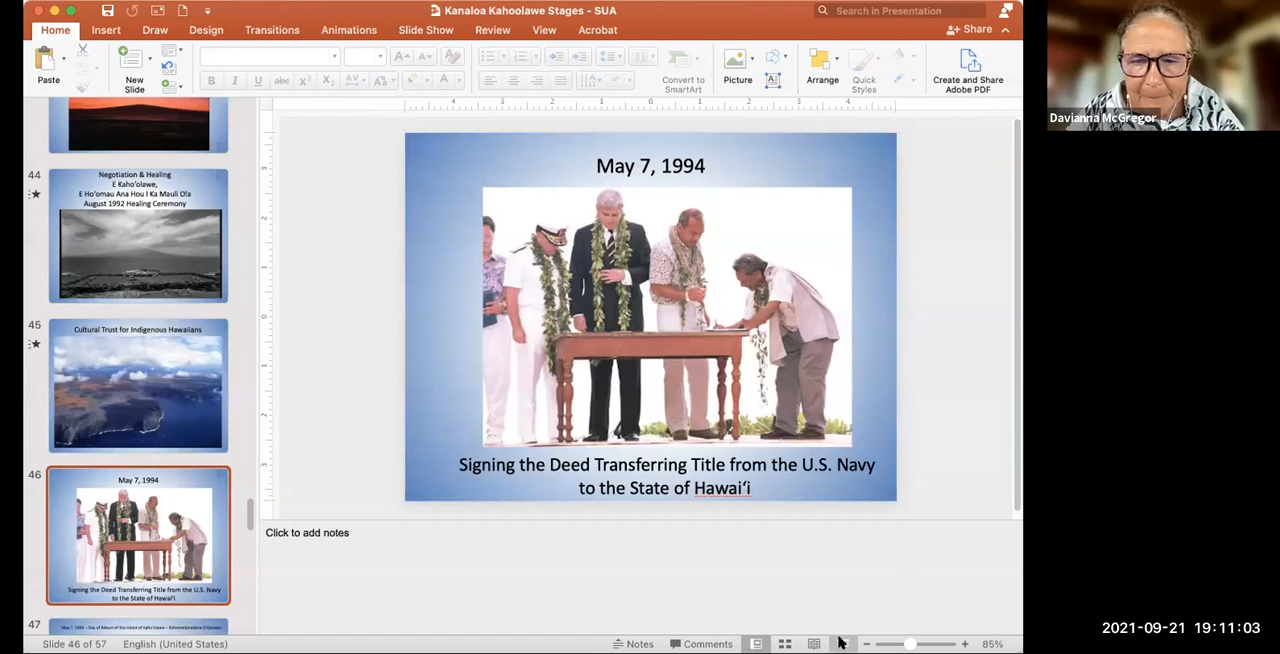 Kanaloa Kahoolawe Stages - SUA
Search in Presentation
Home Insert Draw Design Transitions Animations Slide Show Review View Acrobat
Share
Paste
New
Slide
Convert to
SmartArt
Picture
Arrange
Quick
Styles
Create and Share
Adobe PDF
44
Negotiation & Healing
E Kaho'olawe,
E Ho'omau Ana Hou I Ka Mauli Ola
August 1992 Healing Ceremony
45
Cultural Trust for Indigenous Hawaiians
46
May 7, 1994
Signing the Deed Transferring Title from the U.S. Navy
to the State of Hawai'i
47
May 7, 1994
Signing the Deed Transferring Title from the U.S. Navy
to the State of Hawaiʻi
Click to add notes
Slide 46 of 57
English (United States)
Notes
Comments
85%
Davianna McGregor
2021-09-21 19:11:03